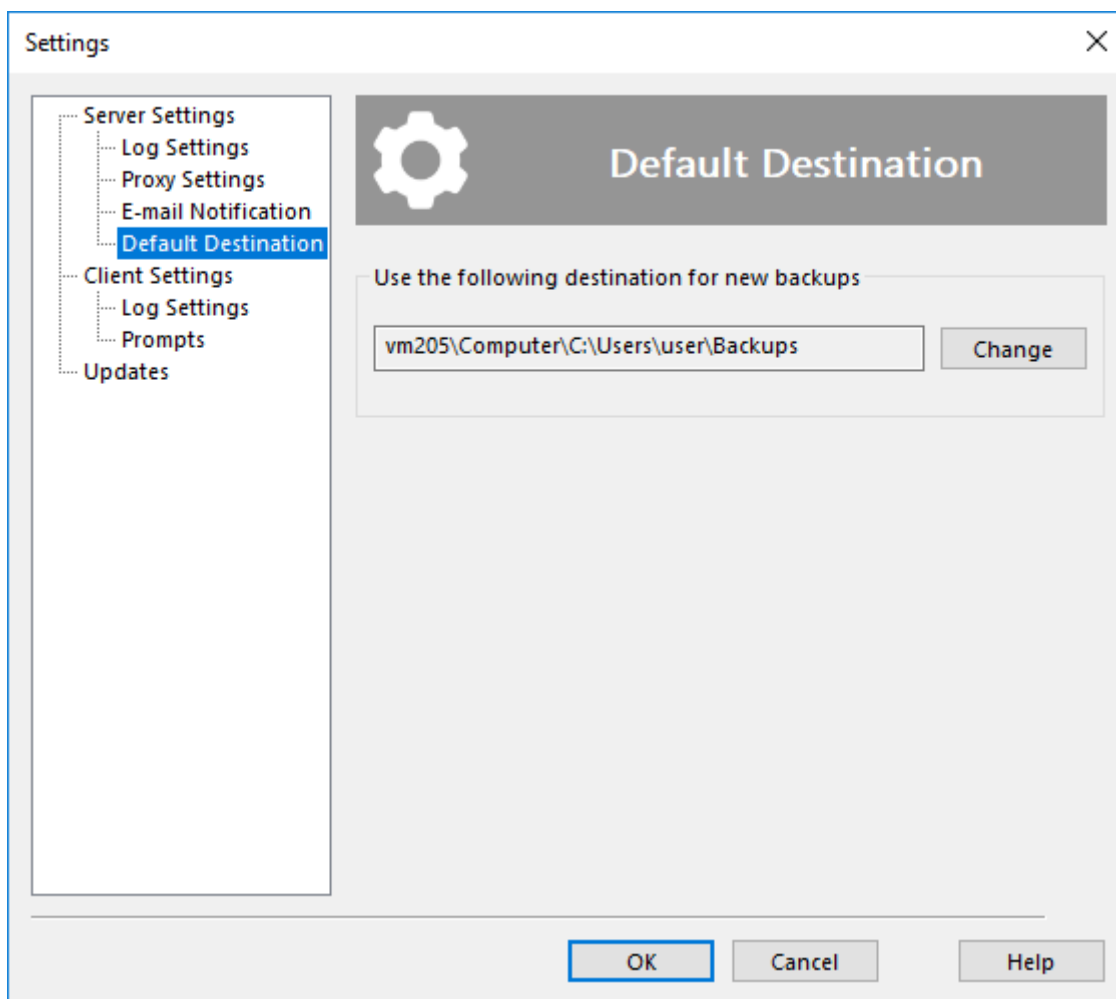 Settings
Server Settings
Log Settings
Proxy Settings
E-mail Notification
Default Destination
Client Settings
Log Settings
Prompts
Updates
Default Destination
Use the following destination for new backups
vm205\Computer\C:\Users\user\Backups
Change
OK
Cancel
Help